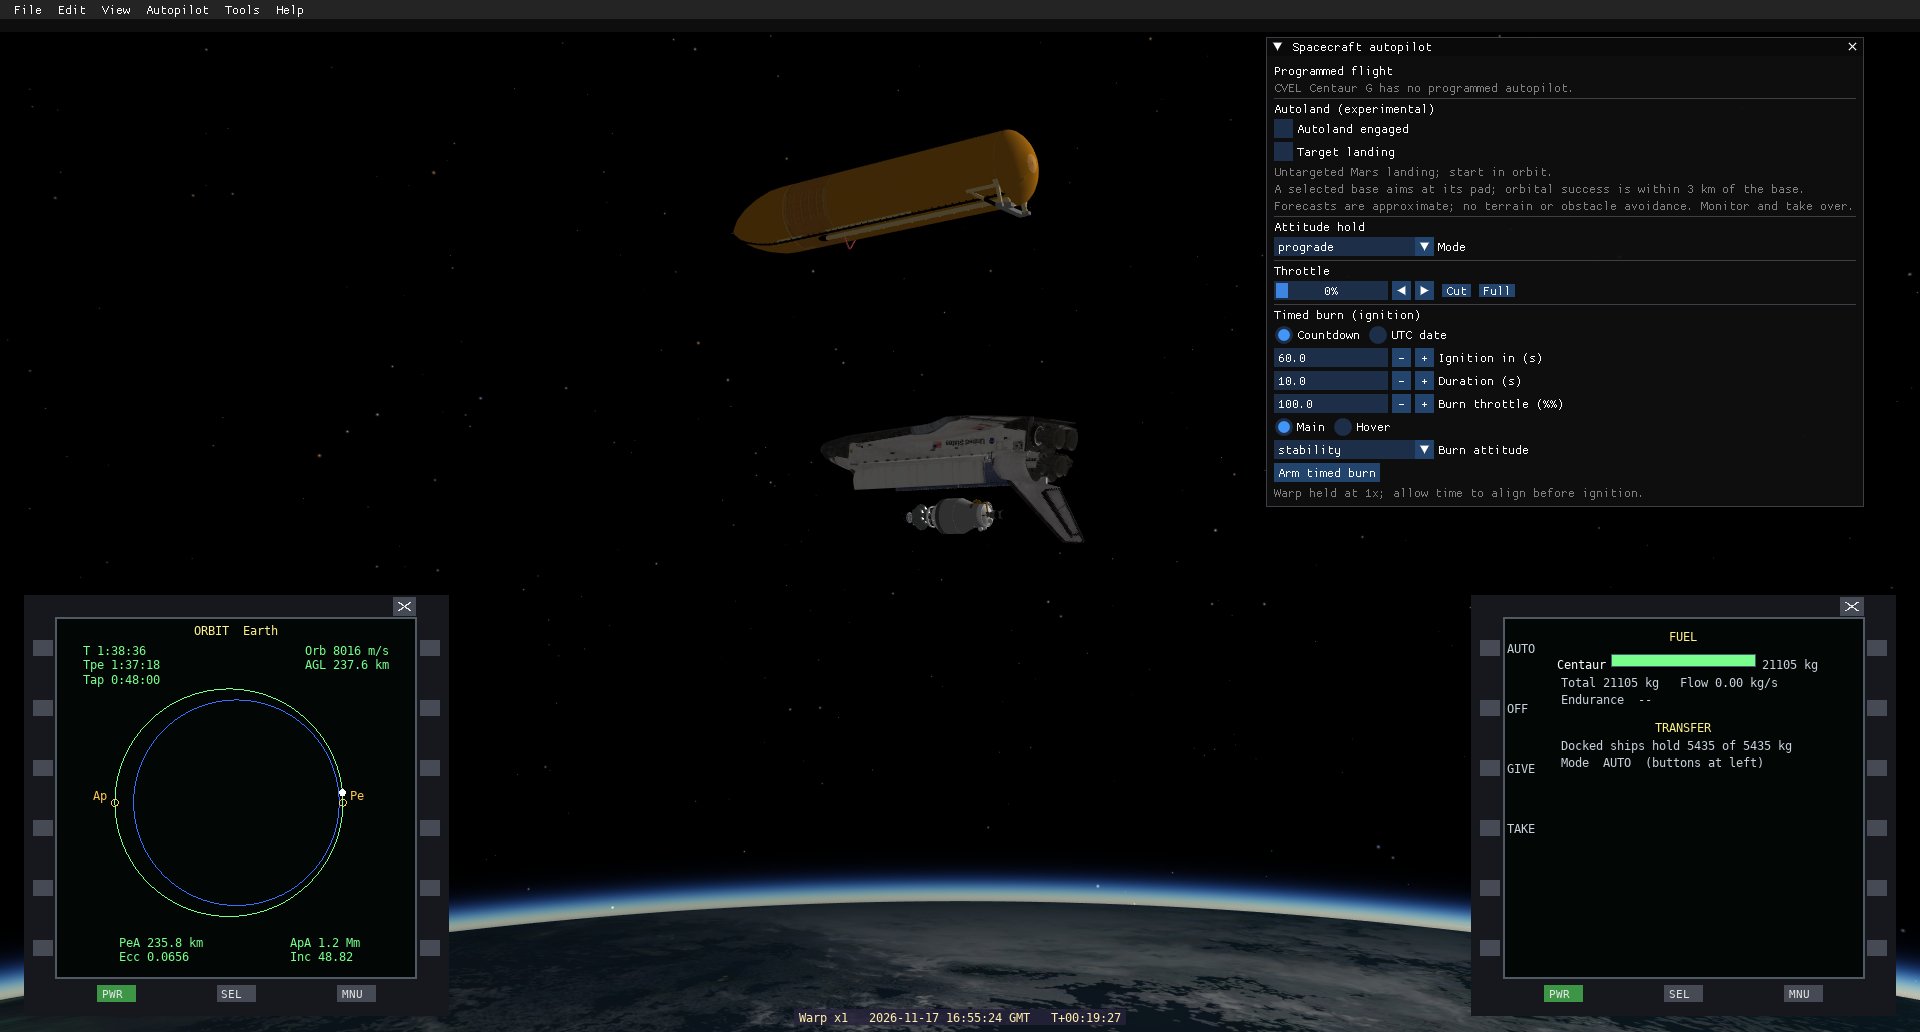 File Edit View Autopilot Tools Help
Spacecraft autopilot
Programmed flight
CVEL Centaur G has no programmed autopilot.
Autoland (experimental)
Autoland engaged
Target landing
Untargeted Mars landing; start in orbit.
A selected base aims at its pad; orbital success is within 3 km of the base.
Forecasts are approximate; no terrain or obstacle avoidance. Monitor and take over.
Attitude hold
prograde Mode
Throttle
0% Cut Full
Timed burn (ignition)
Countdown UTC date
60.0 - + Ignition in (s)
10.0 - + Duration (s)
100.0 - + Burn throttle (%%)
Main Hover
stability Burn attitude
Arm timed burn
Warp held at 1x; allow time to align before ignition.
United States
ORBIT Earth
T 1:38:36 Orb 8016 m/s
Tpe 1:37:18 AGL 237.6 km
Tap 0:48:00
Ap Pe
PeA 235.8 km ApA 1.2 Mm
Ecc 0.0656 Inc 48.82
PWR SEL MNU
FUEL
AUTO
Centaur 21105 kg
Total 21105 kg Flow 0.00 kg/s
Endurance --
OFF
TRANSFER
Docked ships hold 5435 of 5435 kg
Mode AUTO (buttons at left)
GIVE
TAKE
PWR SEL MNU
Warp x1 2026-11-17 16:55:24 GMT T+00:19:27